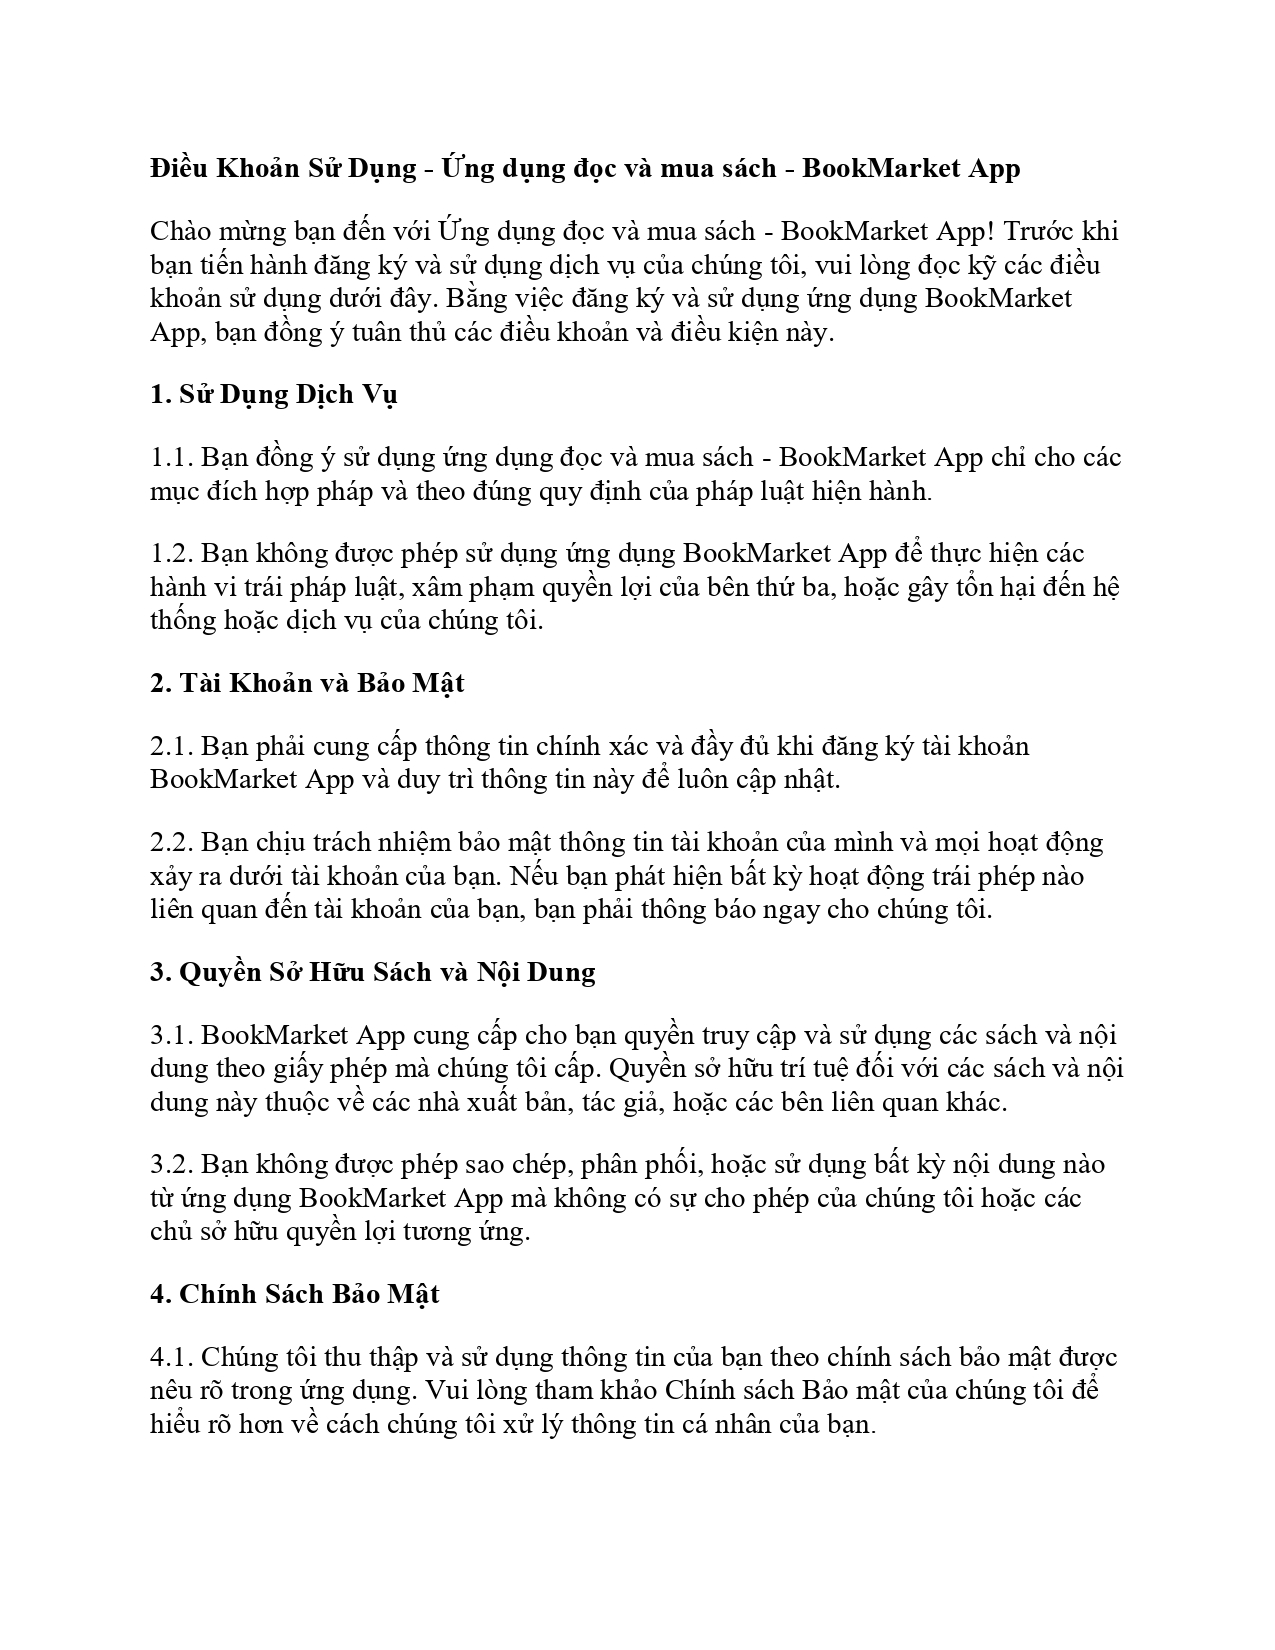 Điều Khoản Sử Dụng - Ứng dụng đọc và mua sách - BookMarket App
Chào mừng bạn đến với Ứng dụng đọc và mua sách - BookMarket App! Trước khi
bạn tiến hành đăng ký và sử dụng dịch vụ của chúng tôi, vui lòng đọc kỹ các điều
khoản sử dụng dưới đây. Bằng việc đăng ký và sử dụng ứng dụng BookMarket
App, bạn đồng ý tuân thủ các điều khoản và điều kiện này.
1. Sử Dụng Dịch Vụ
1.1. Bạn đồng ý sử dụng ứng dụng đọc và mua sách - BookMarket App chỉ cho các
mục đích hợp pháp và theo đúng quy định của pháp luật hiện hành.
1.2. Bạn không được phép sử dụng ứng dụng BookMarket App để thực hiện các
hành vi trái pháp luật, xâm phạm quyền lợi của bên thứ ba, hoặc gây tổn hại đến hệ
thống hoặc dịch vụ của chúng tôi.
2. Tài Khoản và Bảo Mật
2.1. Bạn phải cung cấp thông tin chính xác và đầy đủ khi đăng ký tài khoản
BookMarket App và duy trì thông tin này để luôn cập nhật.
2.2. Bạn chịu trách nhiệm bảo mật thông tin tài khoản của mình và mọi hoạt động
xảy ra dưới tài khoản của bạn. Nếu bạn phát hiện bất kỳ hoạt động trái phép nào
liên quan đến tài khoản của bạn, bạn phải thông báo ngay cho chúng tôi.
3. Quyền Sở Hữu Sách và Nội Dung
3.1. BookMarket App cung cấp cho bạn quyền truy cập và sử dụng các sách và nội
dung theo giấy phép mà chúng tôi cấp. Quyền sở hữu trí tuệ đối với các sách và nội
dung này thuộc về các nhà xuất bản, tác giả, hoặc các bên liên quan khác.
3.2. Bạn không được phép sao chép, phân phối, hoặc sử dụng bất kỳ nội dung nào
từ ứng dụng BookMarket App mà không có sự cho phép của chúng tôi hoặc các
chủ sở hữu quyền lợi tương ứng.
4. Chính Sách Bảo Mật
4.1. Chúng tôi thu thập và sử dụng thông tin của bạn theo chính sách bảo mật được
nêu rõ trong ứng dụng. Vui lòng tham khảo Chính sách Bảo mật của chúng tôi để
hiểu rõ hơn về cách chúng tôi xử lý thông tin cá nhân của bạn.